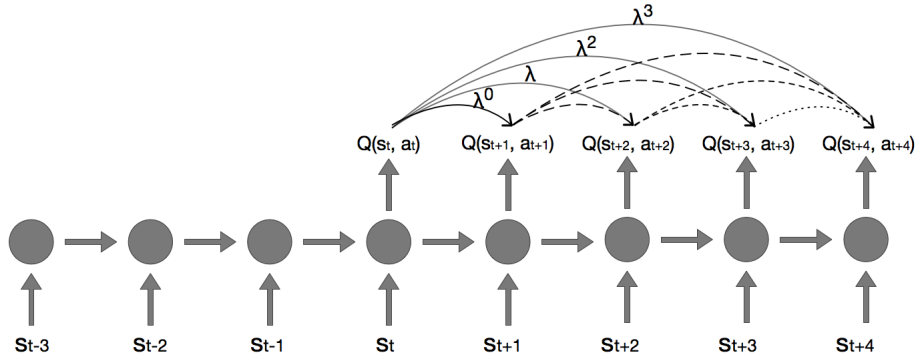 λ³
λ²
λ
λ⁰
Q(st, at) Q(st+1, at+1) Q(st+2, at+2) Q(st+3, at+3) Q(st+4, at+4)
st-3 st-2 st-1 st st+1 st+2 st+3 st+4